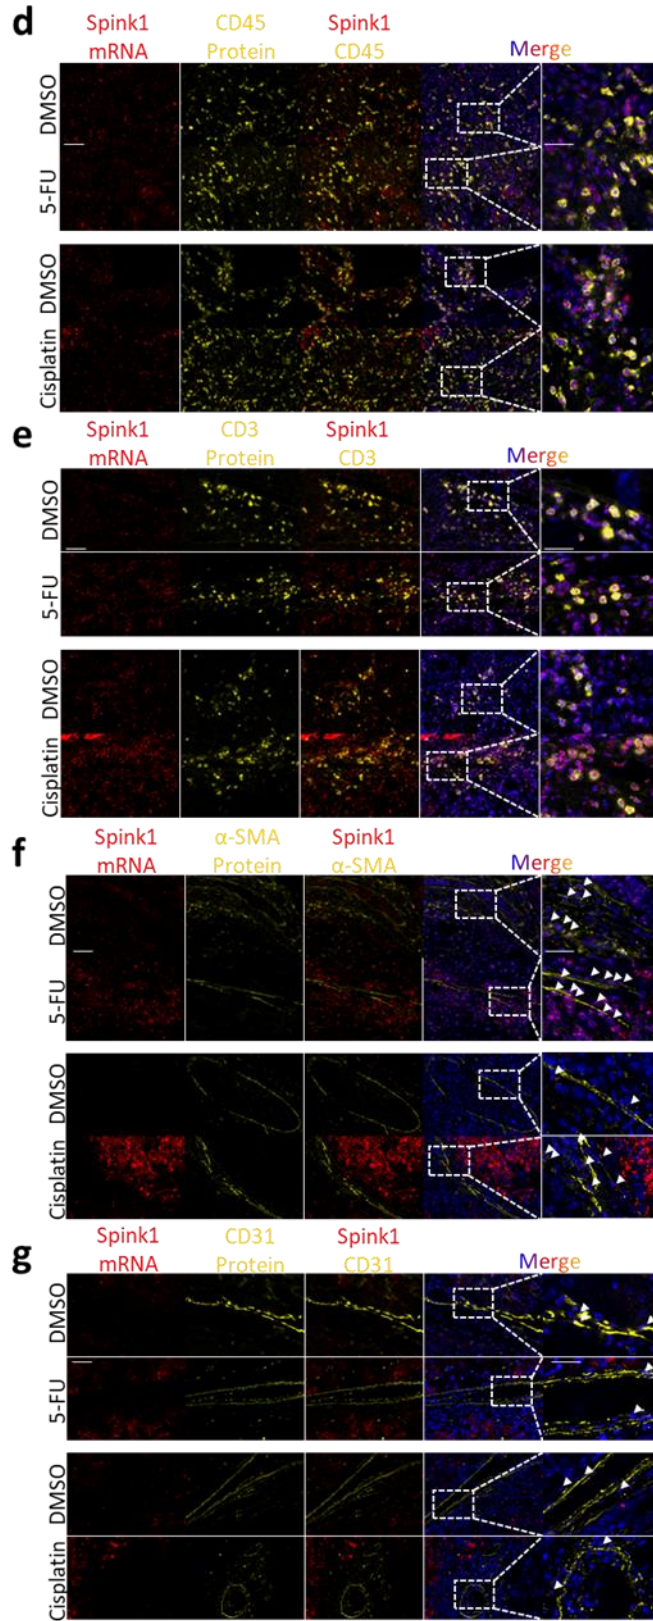 d
Spink1 CD45 Spink1 Merge
mRNA Protein CD45
DMSO
5-FU
DMSO
Cisplatin
e
Spink1 CD3 Spink1 Merge
mRNA Protein CD3
DMSO
5-FU
DMSO
Cisplatin
f
Spink1 α-SMA Spink1 Merge
mRNA Protein α-SMA
DMSO
5-FU
DMSO
Cisplatin
g
Spink1 CD31 Spink1 Merge
mRNA Protein CD31
DMSO
5-FU
DMSO
Cisplatin